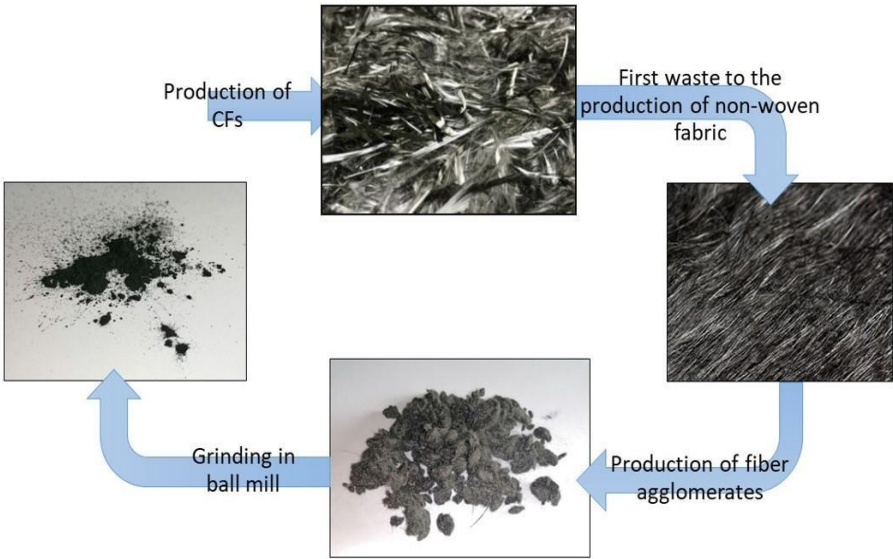 Production of
CFs
First waste to the
production of non-woven
fabric
Production of fiber
agglomerates
Grinding in
ball mill